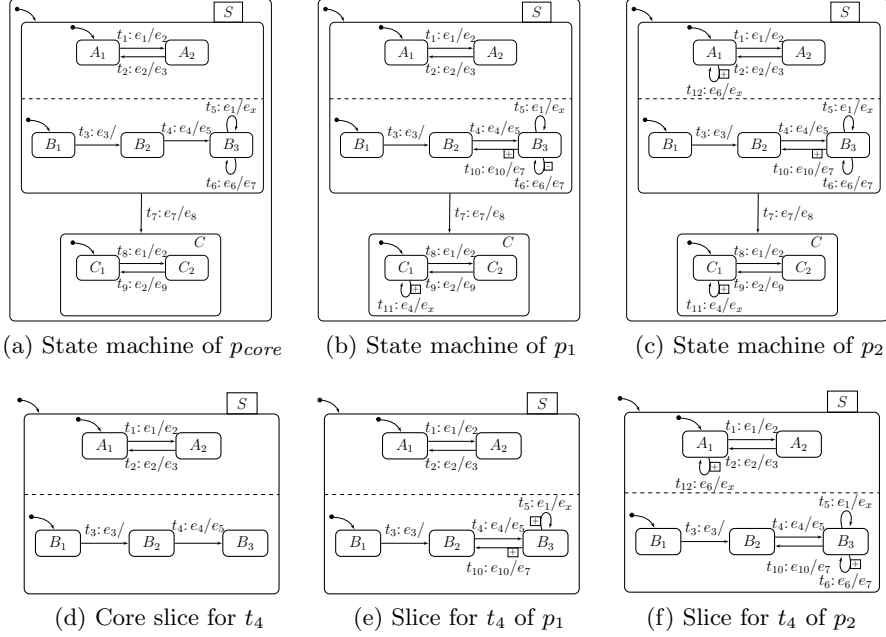 S
A₁ t₁: e₁/e₂ A₂
t₂: e₂/e₃
t₅: e₁/eₓ
B₁ t₃: e₃/ B₂ t₄: e₄/e₅ B₃
t₆: e₆/e₇
t₇: e₇/e₈
C
C₁ t₈: e₁/e₂ C₂
t₉: e₂/e₉
(a) State machine of p_core
S
A₁ t₁: e₁/e₂ A₂
t₂: e₂/e₃
t₅: e₁/eₓ
B₁ t₃: e₃/ B₂ t₄: e₄/e₅ B₃
+ -
t₁₀: e₁₀/e₇
t₆: e₆/e₇
t₇: e₇/e₈
C
C₁ t₈: e₁/e₂ C₂
t₉: e₂/e₉
+
t₁₁: e₄/eₓ
(b) State machine of p₁
S
A₁ t₁: e₁/e₂ A₂
+ t₂: e₂/e₃
t₁₂: e₆/eₓ
t₅: e₁/eₓ
B₁ t₃: e₃/ B₂ t₄: e₄/e₅ B₃
+
t₁₀: e₁₀/e₇
t₆: e₆/e₇
t₇: e₇/e₈
C
C₁ t₈: e₁/e₂ C₂
t₉: e₂/e₉
+
t₁₁: e₄/eₓ
(c) State machine of p₂
S
A₁ t₁: e₁/e₂ A₂
t₂: e₂/e₃
B₁ t₃: e₃/ B₂ t₄: e₄/e₅ B₃
(d) Core slice for t₄
S
A₁ t₁: e₁/e₂ A₂
t₂: e₂/e₃
t₅: e₁/eₓ
+
B₁ t₃: e₃/ B₂ t₄: e₄/e₅ B₃
+
t₁₀: e₁₀/e₇
(e) Slice for t₄ of p₁
S
A₁ t₁: e₁/e₂ A₂
+ t₂: e₂/e₃
t₁₂: e₆/eₓ
t₅: e₁/eₓ
B₁ t₃: e₃/ B₂ t₄: e₄/e₅ B₃
t₁₀: e₁₀/e₇ +
t₆: e₆/e₇
(f) Slice for t₄ of p₂